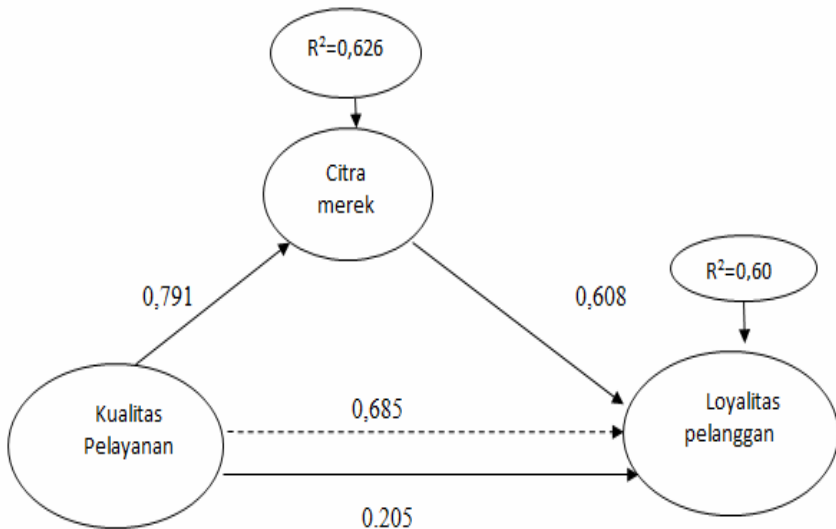 R²=0,626
Citra
merek
R²=0,60
0,791
0,608
Kualitas
Pelayanan
0,685
Loyalitas
pelanggan
0.205